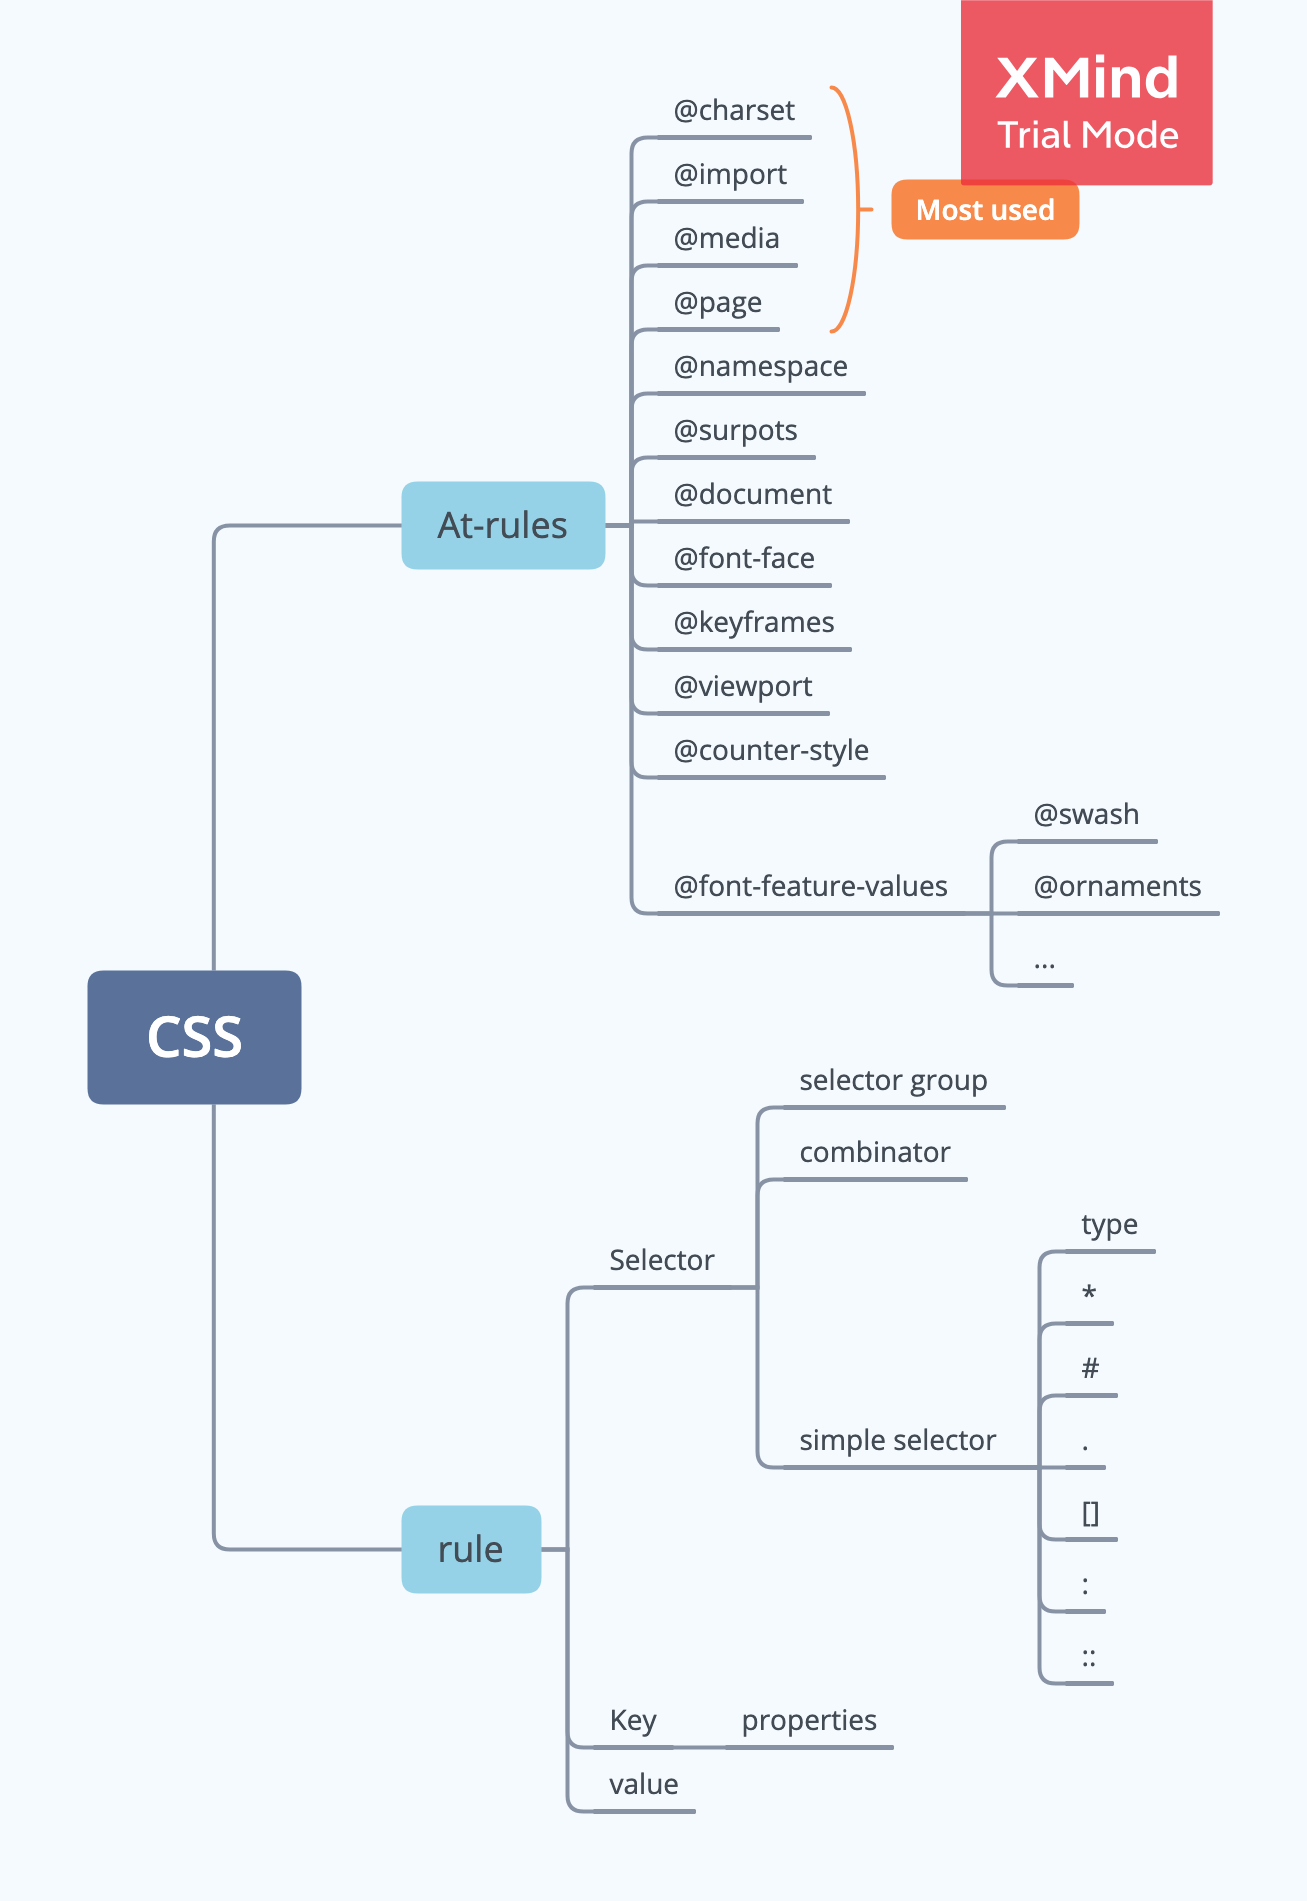 XMind
Trial Mode
@charset
@import
@media
@page
Most used
@namespace
@surpots
@document
@font-face
@keyframes
@viewport
@counter-style
@font-feature-values
@swash
@ornaments
...
At-rules
CSS
rule
Selector
selector group
combinator
simple selector
type
*
#
.
[]
:
::
Key
properties
value